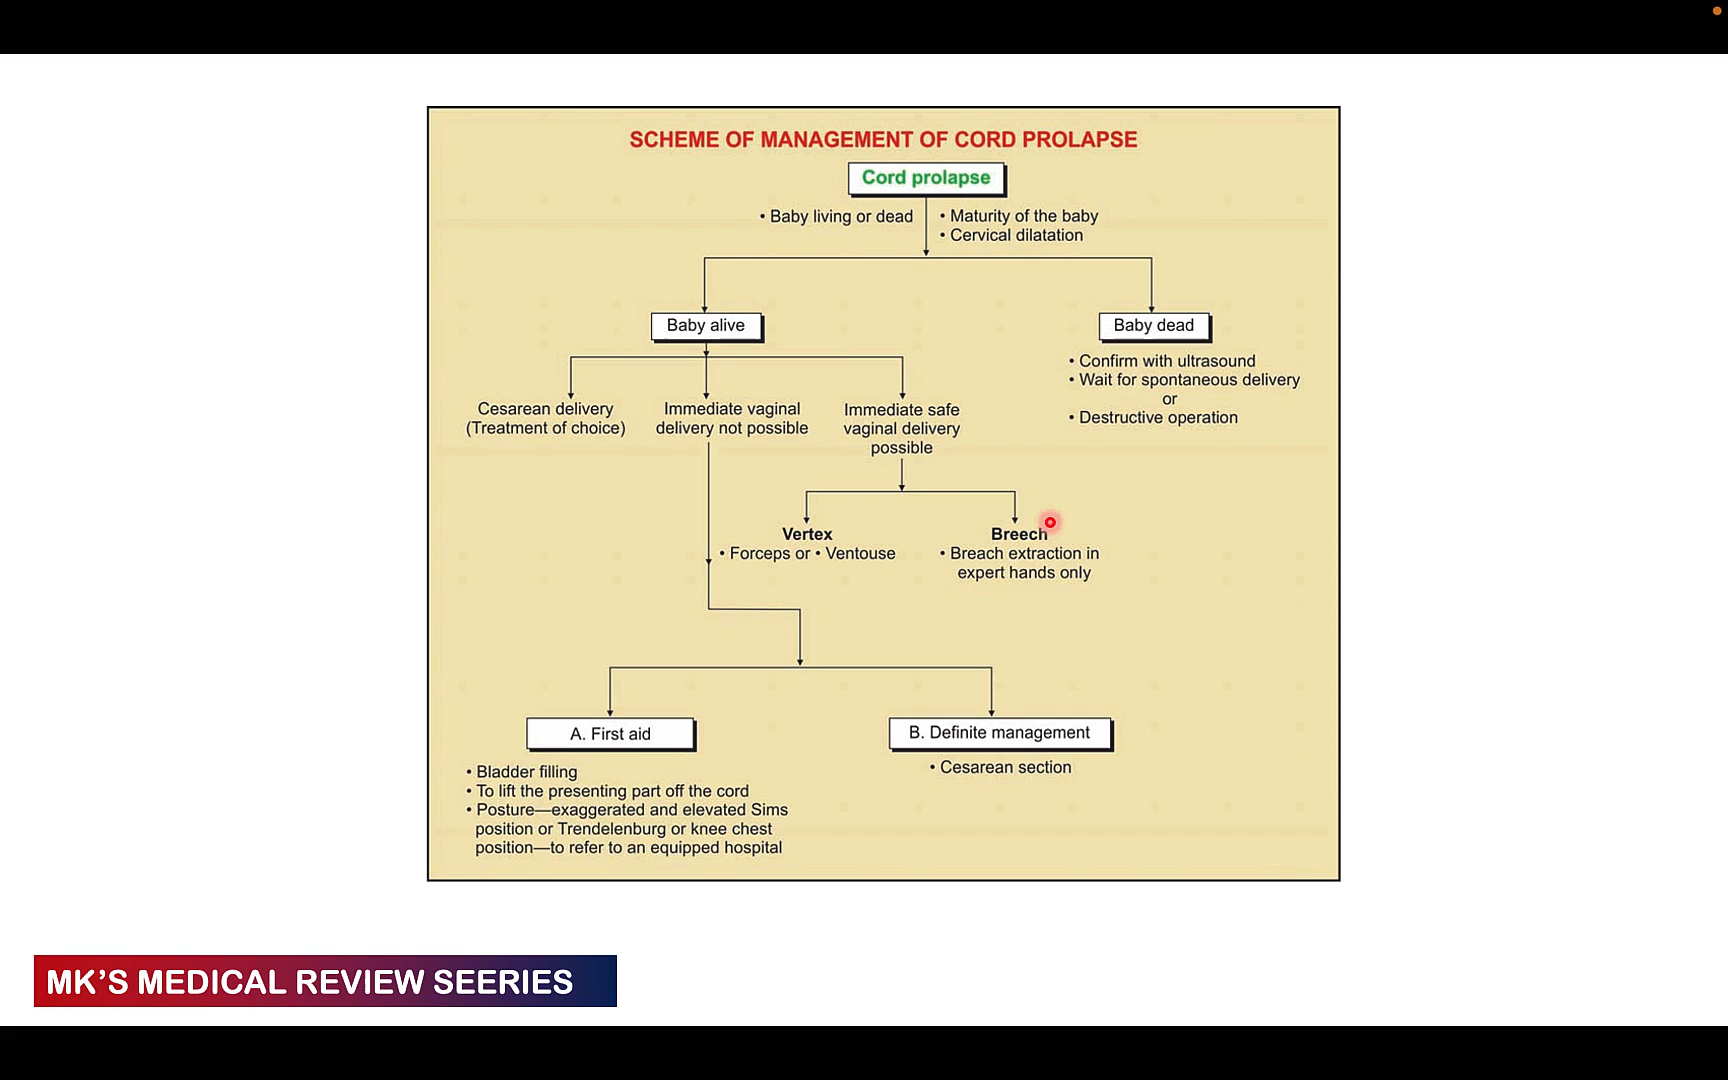 SCHEME OF MANAGEMENT OF CORD PROLAPSE
Cord prolapse
• Baby living or dead
• Maturity of the baby
• Cervical dilatation
Baby alive
Baby dead
• Confirm with ultrasound
• Wait for spontaneous delivery
or
• Destructive operation
Cesarean delivery
(Treatment of choice)
Immediate vaginal
delivery not possible
Immediate safe
vaginal delivery
possible
Vertex
• Forceps or • Ventouse
Breech
• Breach extraction in
expert hands only
A. First aid
• Bladder filling
• To lift the presenting part off the cord
• Posture—exaggerated and elevated Sims
position or Trendelenburg or knee chest
position—to refer to an equipped hospital
B. Definite management
• Cesarean section
MK'S MEDICAL REVIEW SEERIES